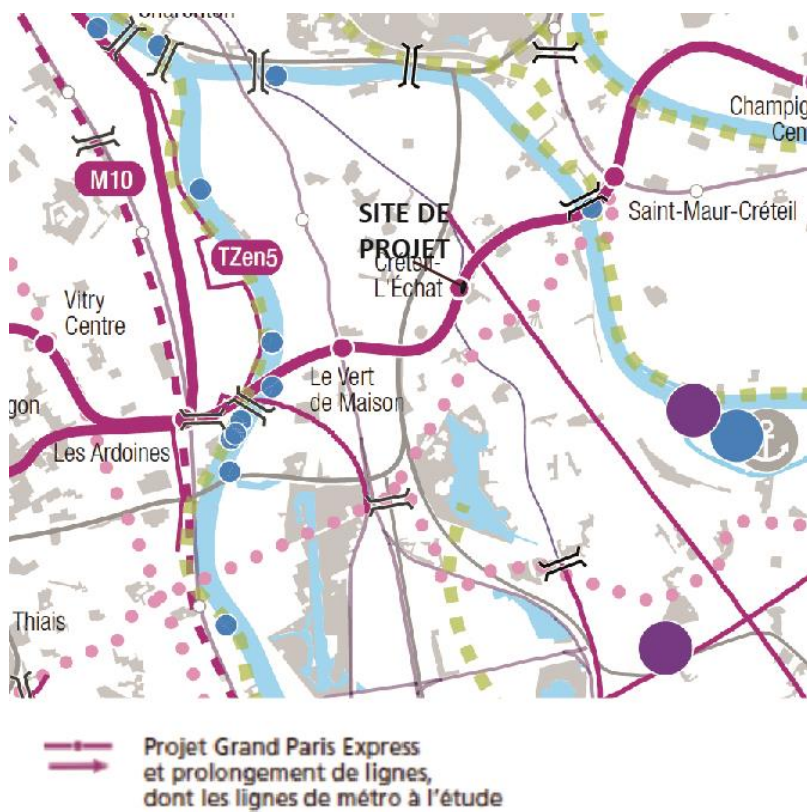 Charenton
M10
TZen5
SITE DE
PROJET
Créteil-
L'Échat
Champig
Cen
Saint-Maur-Créteil
Vitry
Centre
Le Vert
de Maison
gon
Les Ardoines
Thiais
Projet Grand Paris Express
et prolongement de lignes,
dont les lignes de métro à l'étude